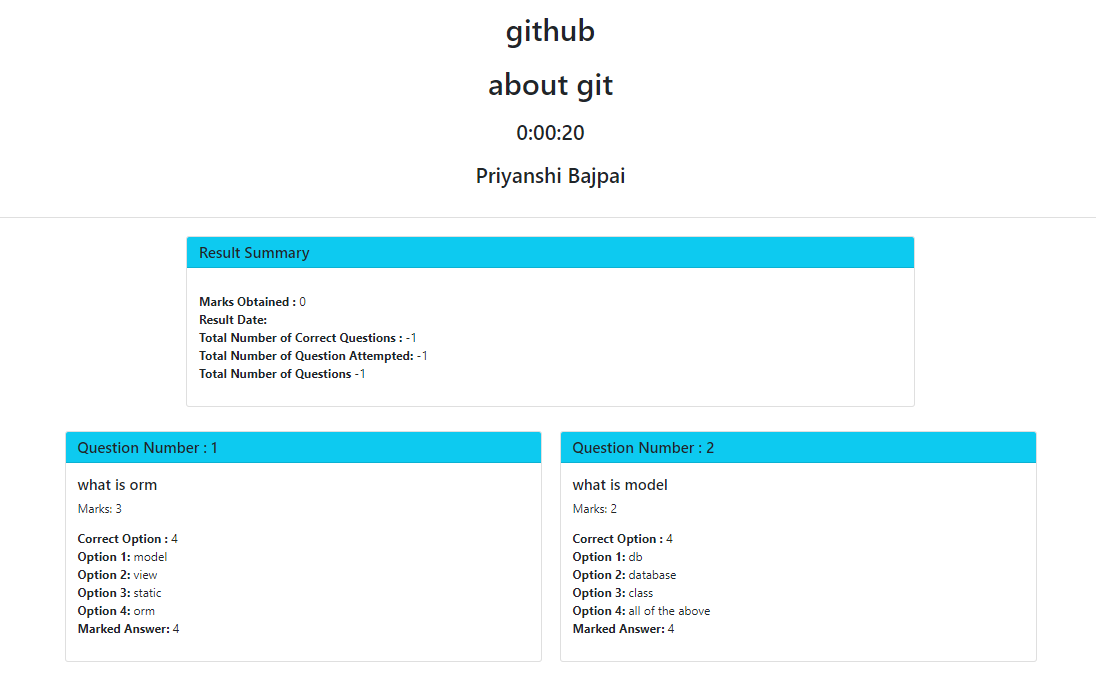 github
about git
0:00:20
Priyanshi Bajpai
Result Summary
Marks Obtained : 0
Result Date:
Total Number of Correct Questions : -1
Total Number of Question Attempted: -1
Total Number of Questions -1
Question Number : 1
what is orm
Marks: 3
Correct Option : 4
Option 1: model
Option 2: view
Option 3: static
Option 4: orm
Marked Answer: 4
Question Number : 2
what is model
Marks: 2
Correct Option : 4
Option 1: db
Option 2: database
Option 3: class
Option 4: all of the above
Marked Answer: 4